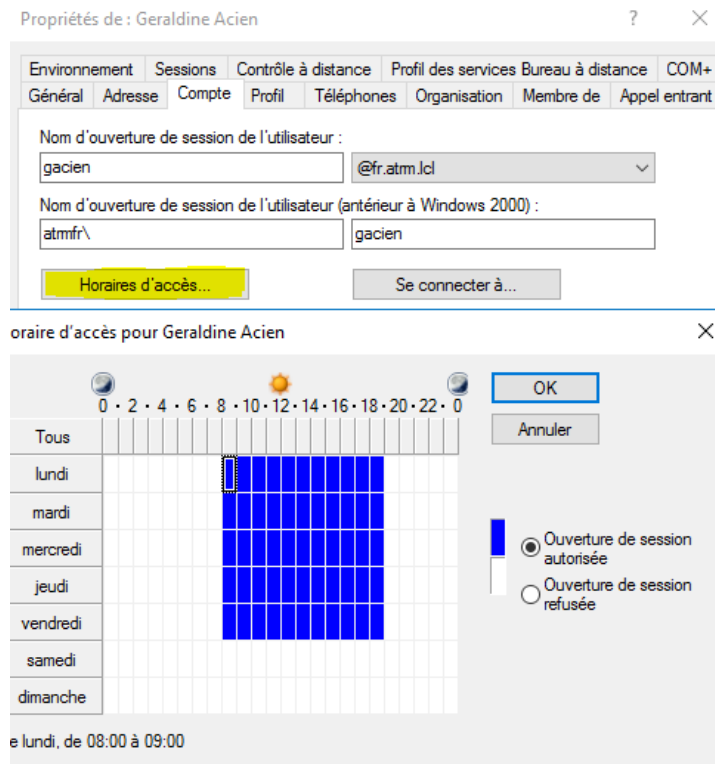 Propriétés de : Geraldine Acien ? ✕
Environnement Sessions Contrôle à distance Profil des services Bureau à distance COM+
Général Adresse Compte Profil Téléphones Organisation Membre de Appel entrant
Nom d'ouverture de session de l'utilisateur :
gacien @fr.atrm.lcl
Nom d'ouverture de session de l'utilisateur (antérieur à Windows 2000) :
atmfr\ gacien
Horaires d'accès... Se connecter à...
oraire d'accès pour Geraldine Acien ✕
0 · 2 · 4 · 6 · 8 · 10 · 12 · 14 · 16 · 18 · 20 · 22 · 0
OK
Tous
Annuler
lundi
mardi
mercredi
jeudi
vendredi
samedi
dimanche
Ouverture de session
autorisée
Ouverture de session
refusée
e lundi, de 08:00 à 09:00